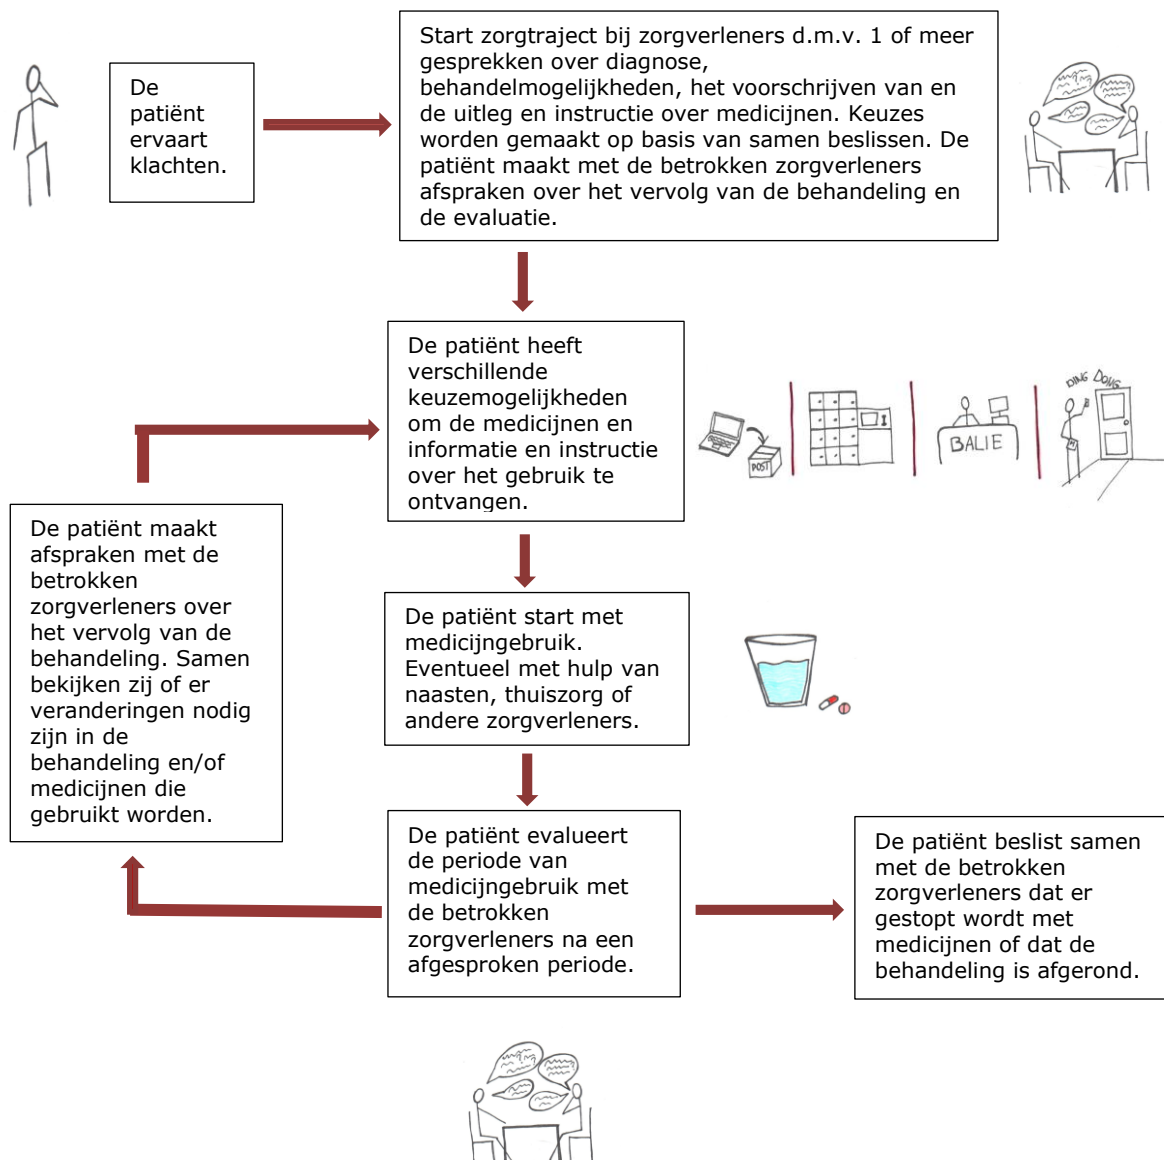 De
patiënt
ervaart
klachten.
Start zorgtraject bij zorgverleners d.m.v. 1 of meer
gesprekken over diagnose,
behandelmogelijkheden, het voorschrijven van en
de uitleg en instructie over medicijnen. Keuzes
worden gemaakt op basis van samen beslissen. De
patiënt maakt met de betrokken zorgverleners
afspraken over het vervolg van de behandeling en
de evaluatie.
De patiënt heeft
verschillende
keuzemogelijkheden
om de medicijnen en
informatie en instructie
over het gebruik te
ontvangen.
POST
BALIE
DING DONG
De patiënt maakt
afspraken met de
betrokken
zorgverleners over
het vervolg van de
behandeling. Samen
bekijken zij of er
veranderingen nodig
zijn in de
behandeling en/of
medicijnen die
gebruikt worden.
De patiënt start met
medicijngebruik.
Eventueel met hulp van
naasten, thuiszorg of
andere zorgverleners.
De patiënt evalueert
de periode van
medicijngebruik met
de betrokken
zorgverleners na een
afgesproken periode.
De patiënt beslist samen
met de betrokken
zorgverleners dat er
gestopt wordt met
medicijnen of dat de
behandeling is afgerond.